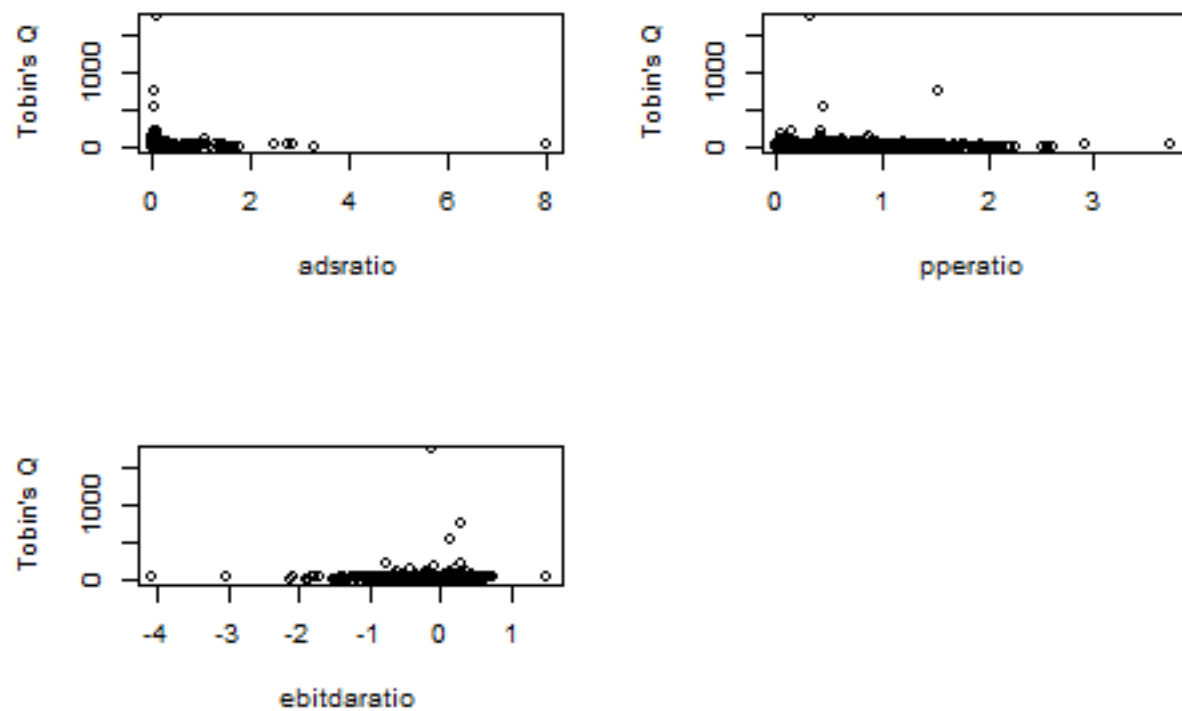 Tobin's Q
1000
0
0 2 4 6 8
adsratio
Tobin's Q
1000
0
0 1 2 3
pperatio
Tobin's Q
1000
0
-4 -3 -2 -1 0 1
ebitdaratio